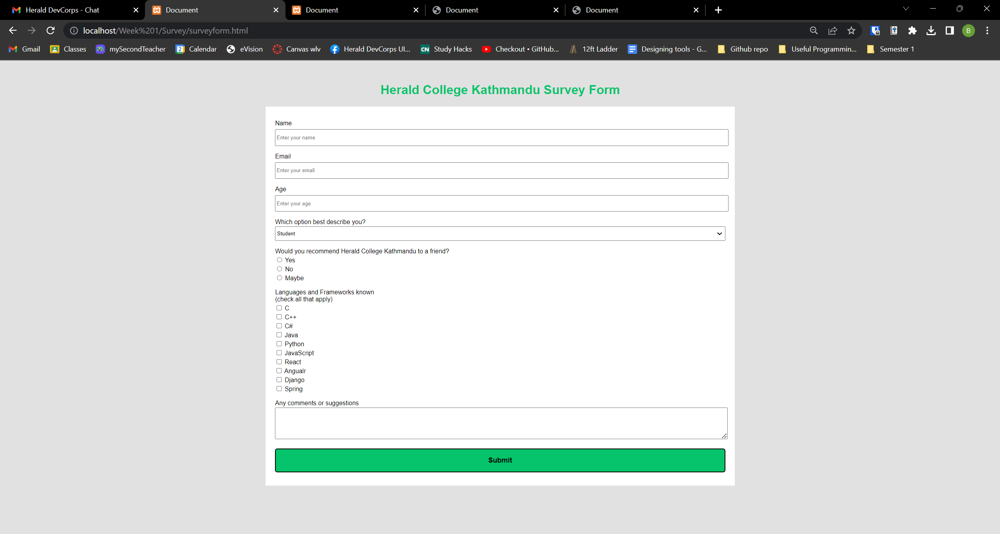 Herald DevCorps - Chat
Document
Document
Document
Document
localhost/Week%201/Survey/surveyform.html
B
Gmail
Classes
mySecondTeacher
2 Calendar
eVision
Canvas wlv
Herald DevCorps UI...
CN Study Hacks
Checkout • GitHub...
12ft Ladder
Designing tools - G...
Github repo
Useful Programmin...
Semester 1
Herald College Kathmandu Survey Form
Name
Enter your name
Email
Enter your email
Age
Enter your age
Which option best describe you?
Student
Would you recommend Herald College Kathmandu to a friend?
Yes
No
Maybe
Languages and Frameworks known
(check all that apply)
C
C++
C#
Java
Python
JavaScript
React
Angualr
Django
Spring
Any comments or suggestions
Submit